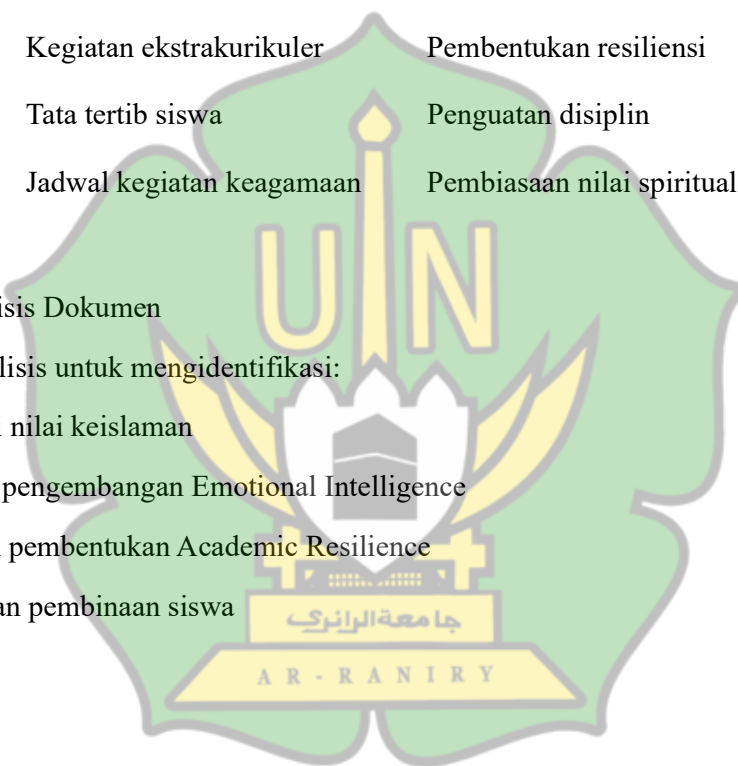 Kegiatan ekstrakurikuler Pembentukan resiliensi
Tata tertib siswa Penguatan disiplin
Jadwal kegiatan keagamaan Pembiasaan nilai spiritual
UIN
isis Dokumen
lisis untuk mengidentifikasi:
nilai keislaman
pengembangan Emotional Intelligence
pembentukan Academic Resilience
an pembinaan siswa
جامعة الرانري
AR-RANIRY